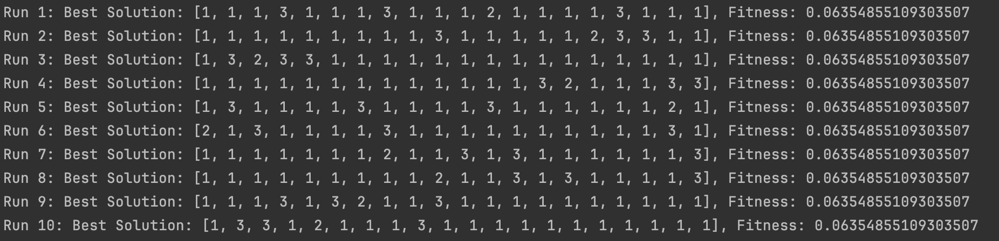 Run 1: Best Solution: [1, 1, 1, 3, 1, 1, 1, 3, 1, 1, 1, 2, 1, 1, 1, 1, 3, 1, 1, 1], Fitness: 0.06354855109303507
Run 2: Best Solution: [1, 1, 1, 1, 1, 1, 1, 1, 1, 3, 1, 1, 1, 1, 1, 2, 3, 3, 1, 1], Fitness: 0.06354855109303507
Run 3: Best Solution: [1, 3, 2, 3, 3, 1, 1, 1, 1, 1, 1, 1, 1, 1, 1, 1, 1, 1, 1, 1], Fitness: 0.06354855109303507
Run 4: Best Solution: [1, 1, 1, 1, 1, 1, 1, 1, 1, 1, 1, 1, 1, 3, 2, 1, 1, 1, 3, 3], Fitness: 0.06354855109303507
Run 5: Best Solution: [1, 3, 1, 1, 1, 1, 3, 1, 1, 1, 1, 3, 1, 1, 1, 1, 1, 1, 2, 1], Fitness: 0.06354855109303507
Run 6: Best Solution: [2, 1, 3, 1, 1, 1, 1, 3, 1, 1, 1, 1, 1, 1, 1, 1, 1, 1, 3, 1], Fitness: 0.06354855109303507
Run 7: Best Solution: [1, 1, 1, 1, 1, 1, 1, 2, 1, 1, 3, 1, 3, 1, 1, 1, 1, 1, 1, 3], Fitness: 0.06354855109303507
Run 8: Best Solution: [1, 1, 1, 1, 1, 1, 1, 1, 1, 2, 1, 1, 3, 1, 3, 1, 1, 1, 1, 3], Fitness: 0.06354855109303507
Run 9: Best Solution: [1, 1, 1, 3, 1, 3, 2, 1, 1, 3, 1, 1, 1, 1, 1, 1, 1, 1, 1, 1], Fitness: 0.06354855109303507
Run 10: Best Solution: [1, 3, 3, 1, 2, 1, 1, 1, 3, 1, 1, 1, 1, 1, 1, 1, 1, 1, 1, 1], Fitness: 0.06354855109303507